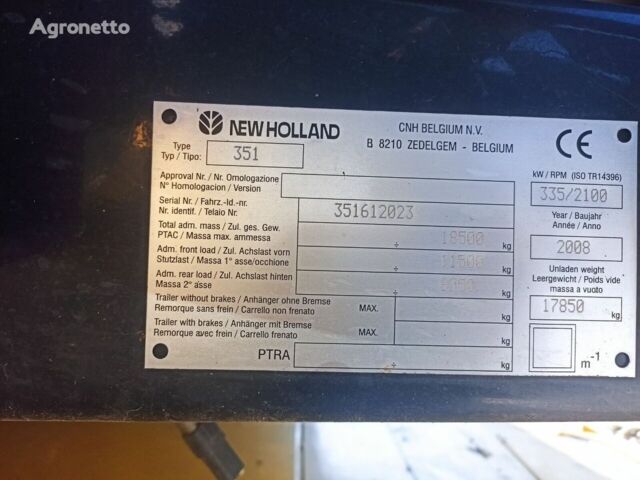 Agronetto
NEW HOLLAND
CNH BELGIUM N.V.
B 8210 ZEDELGEM - BELGIUM
CE
Type
Typ / Tipo:
351
kW / RPM (ISO TR14396)
335/2100
Approval Nr. / Nr. Omologazione
N° Homologacion / Version
Serial Nr. / Fahrz.-Id.-nr.
Nr. identif. / Telaio Nr.
351612023
Year / Baujahr
Année / Anno
2008
Total adm. mass / Zul. ges. Gew.
PTAC / Massa max. ammessa
÷ 18500 kg
Adm. front load / Zul. Achslast vorn
Stutzlast / Massa 1° asse/occhione
÷ 11500 kg
Unladen weight
Leergewicht / Poids vide
massa a vuoto
17850
Adm. rear load / Zul. Achslast hinten
Massa 2° asse
÷ kg
Trailer without brakes / Anhänger ohne Bremse
Remorque sans frein / Carrello non frenato
MAX. kg
Trailer with brakes / Anhänger mit Bremse
Remorque avec frein / Carrello frenato
MAX. kg
PTRA ÷ kg
m-1